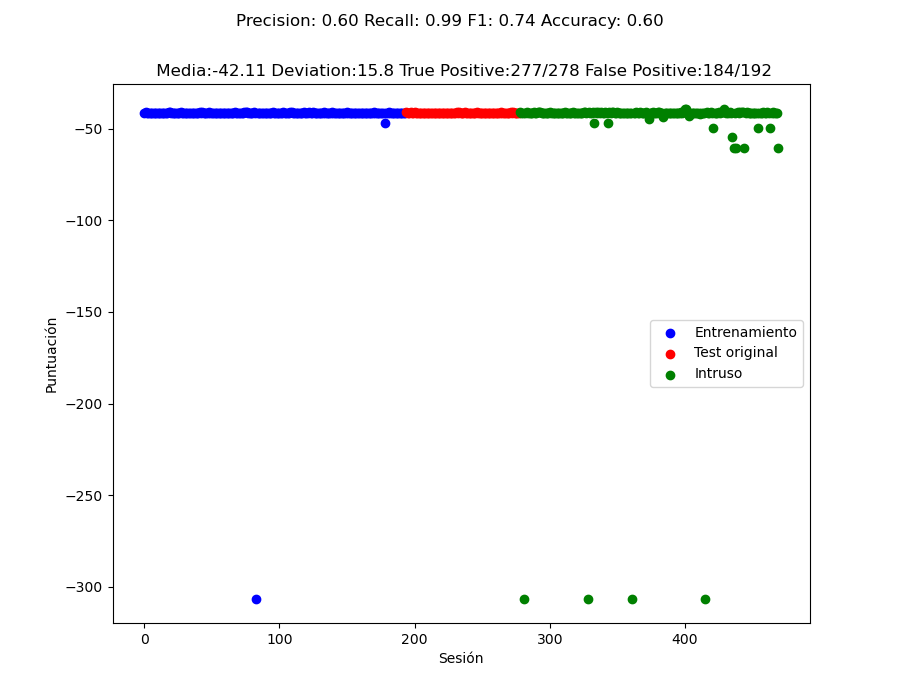 Precision: 0.60 Recall: 0.99 F1: 0.74 Accuracy: 0.60
Media:-42.11 Deviation:15.8 True Positive:277/278 False Positive:184/192
−50
−100
−150
−200
−250
−300
Puntuación
Entrenamiento
Test original
Intruso
0
100
200
300
400
Sesión